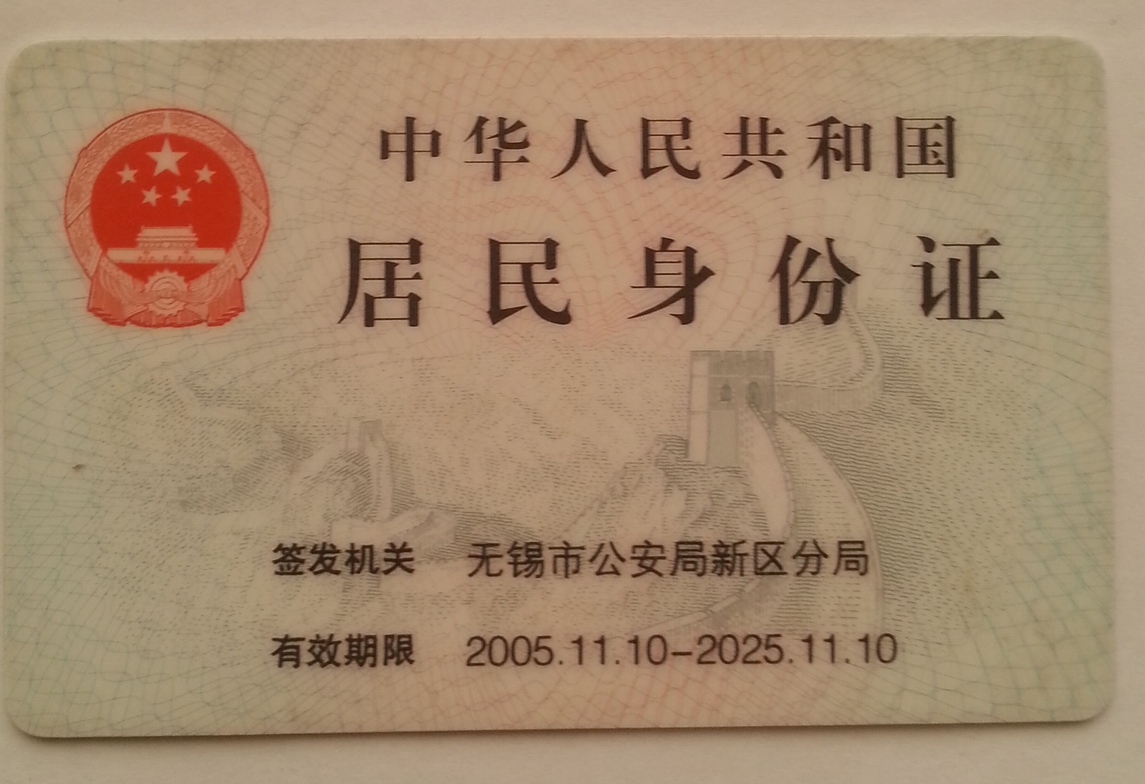 中华人民共和国
居民身份证
签发机关 无锡市公安局新区分局
有效期限 2005.11.10-2025.11.10